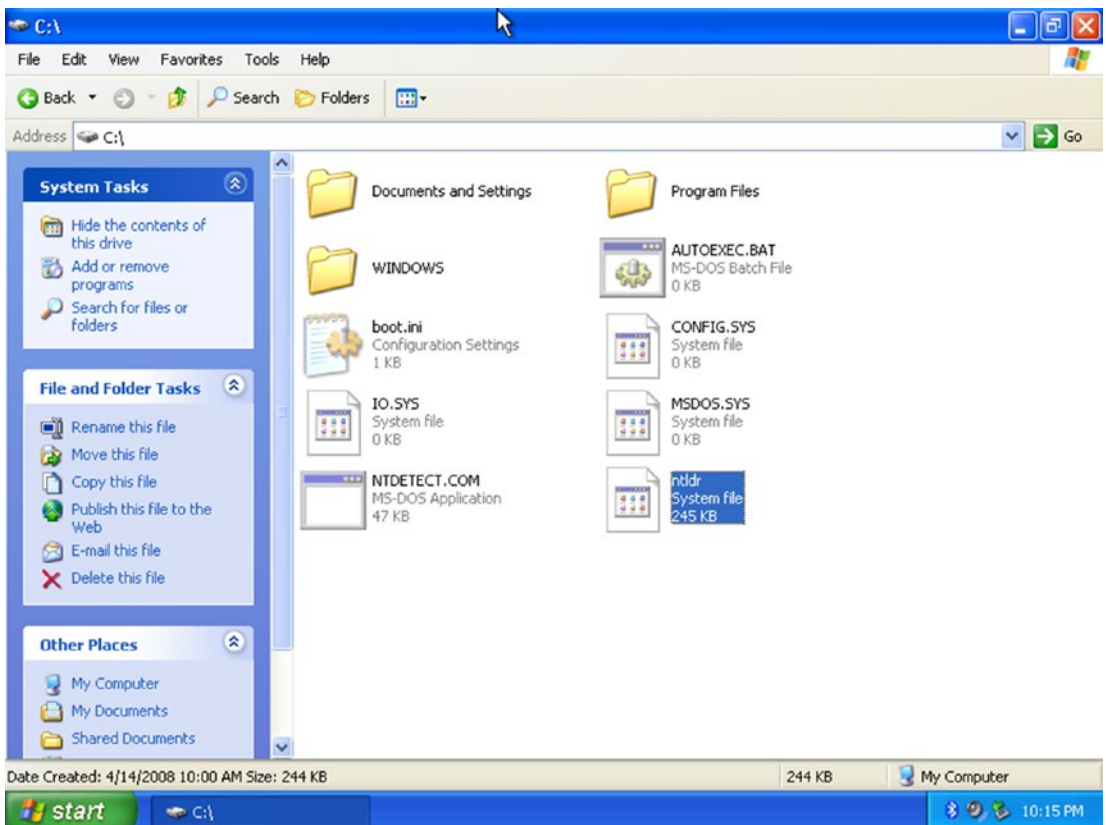 C:\
File Edit View Favorites Tools Help
Back Search Folders
Address C:\ Go
System Tasks
Hide the contents of
this drive
Add or remove
programs
Search for files or
folders
File and Folder Tasks
Rename this file
Move this file
Copy this file
Publish this file to the
Web
E-mail this file
Delete this file
Other Places
My Computer
My Documents
Shared Documents
Documents and Settings
Program Files
WINDOWS
AUTOEXEC.BAT
MS-DOS Batch File
0 KB
boot.ini
Configuration Settings
1 KB
CONFIG.SYS
System file
0 KB
IO.SYS
System file
0 KB
MSDOS.SYS
System file
0 KB
NTDETECT.COM
MS-DOS Application
47 KB
ntldr
System file
245 KB
Date Created: 4/14/2008 10:00 AM Size: 244 KB 244 KB My Computer
start C:\ 10:15 PM